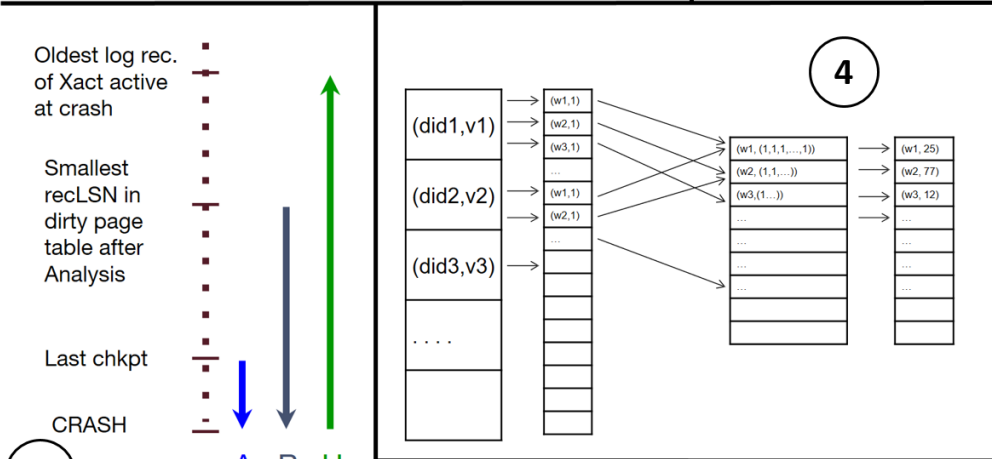 Oldest log rec.
of Xact active
at crash
Smallest
recLSN in
dirty page
table after
Analysis
Last chkpt
CRASH
4
(did1,v1)
(did2,v2)
(did3,v3)
. . . .
(w1,1)
(w2,1)
(w3,1)
...
(w1,1)
(w2,1)
...
(w1, (1,1,1,...,1))
(w2, (1,1,...))
(w3,(1...))
...
...
...
...
(w1, 25)
(w2, 77)
(w3, 12)
...
...
...
...